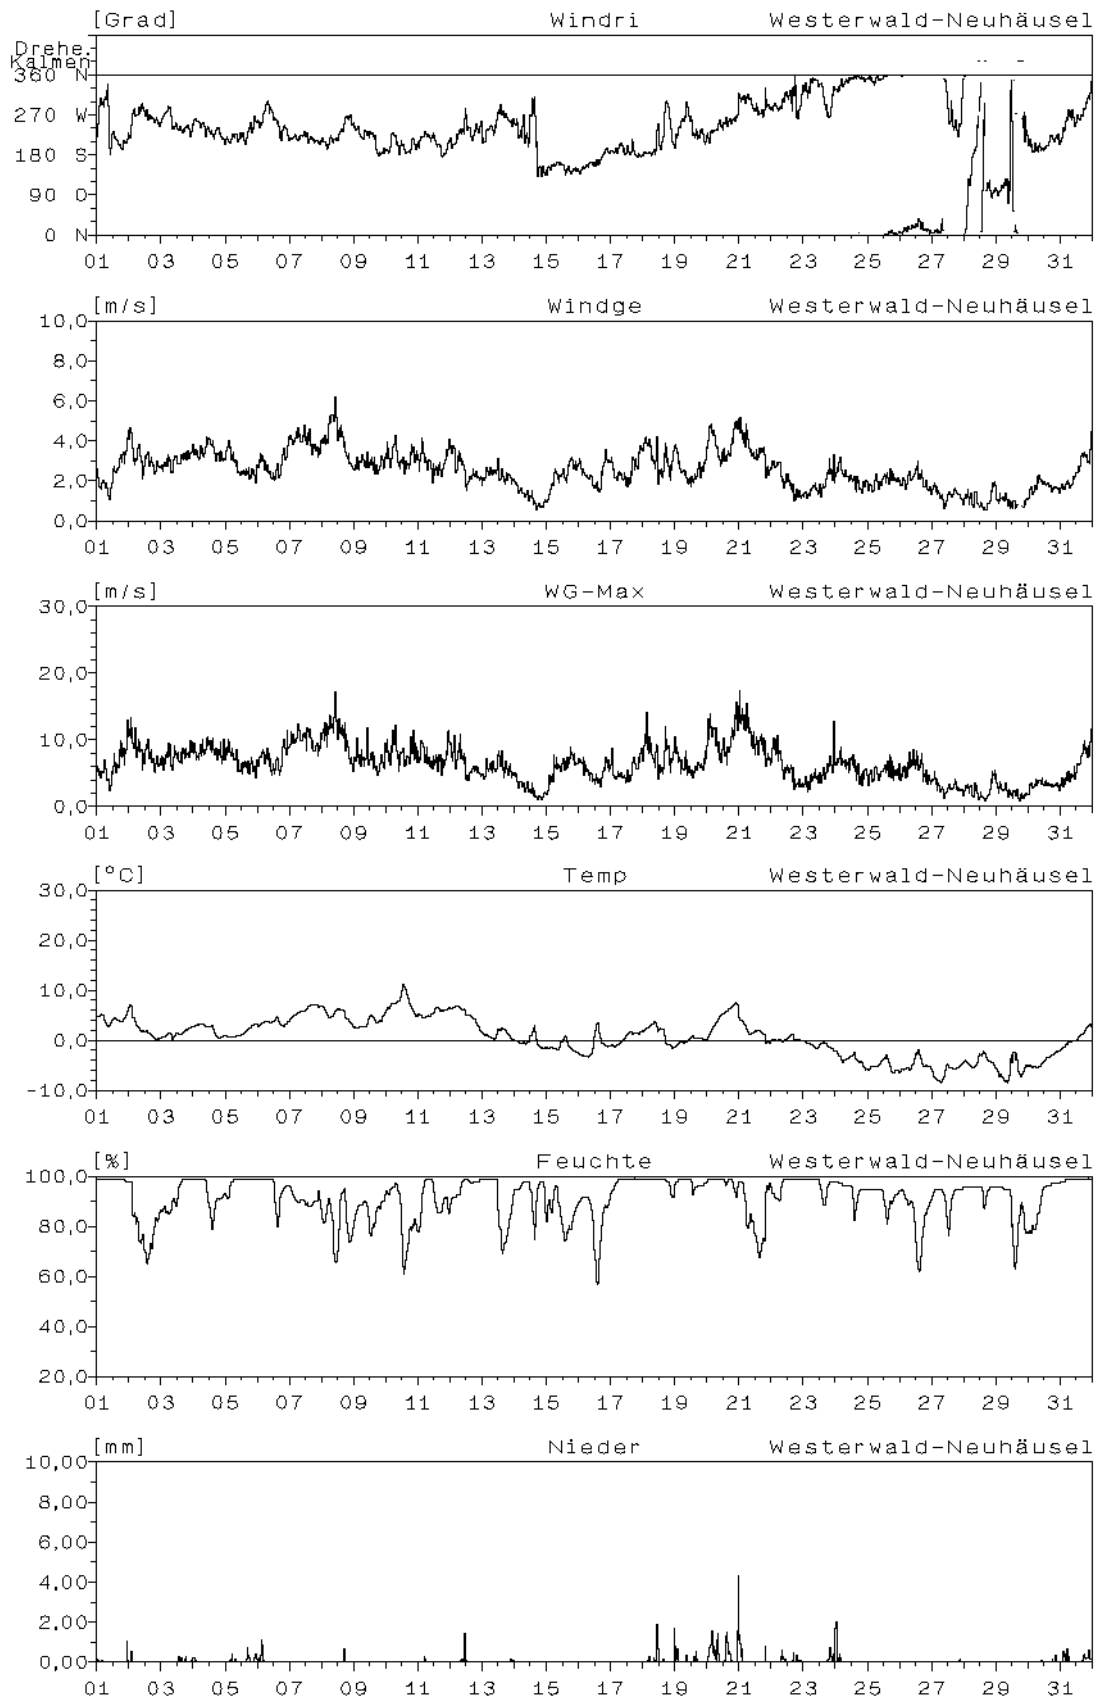 [Grad] Windri Westerwald-Neuhäusel
Drehe.
Kalmen
360 N
270 W
180 S
90 O
0 N
01 03 05 07 09 11 13 15 17 19 21 23 25 27 29 31
[m/s] Windge Westerwald-Neuhäusel
10,0
8,0
6,0
4,0
2,0
0,0
01 03 05 07 09 11 13 15 17 19 21 23 25 27 29 31
[m/s] WG-Max Westerwald-Neuhäusel
30,0
20,0
10,0
0,0
01 03 05 07 09 11 13 15 17 19 21 23 25 27 29 31
[°C] Temp Westerwald-Neuhäusel
30,0
20,0
10,0
0,0
-10,0
01 03 05 07 09 11 13 15 17 19 21 23 25 27 29 31
[%] Feuchte Westerwald-Neuhäusel
100,0
80,0
60,0
40,0
20,0
01 03 05 07 09 11 13 15 17 19 21 23 25 27 29 31
[mm] Nieder Westerwald-Neuhäusel
10,00
8,00
6,00
4,00
2,00
0,00
01 03 05 07 09 11 13 15 17 19 21 23 25 27 29 31